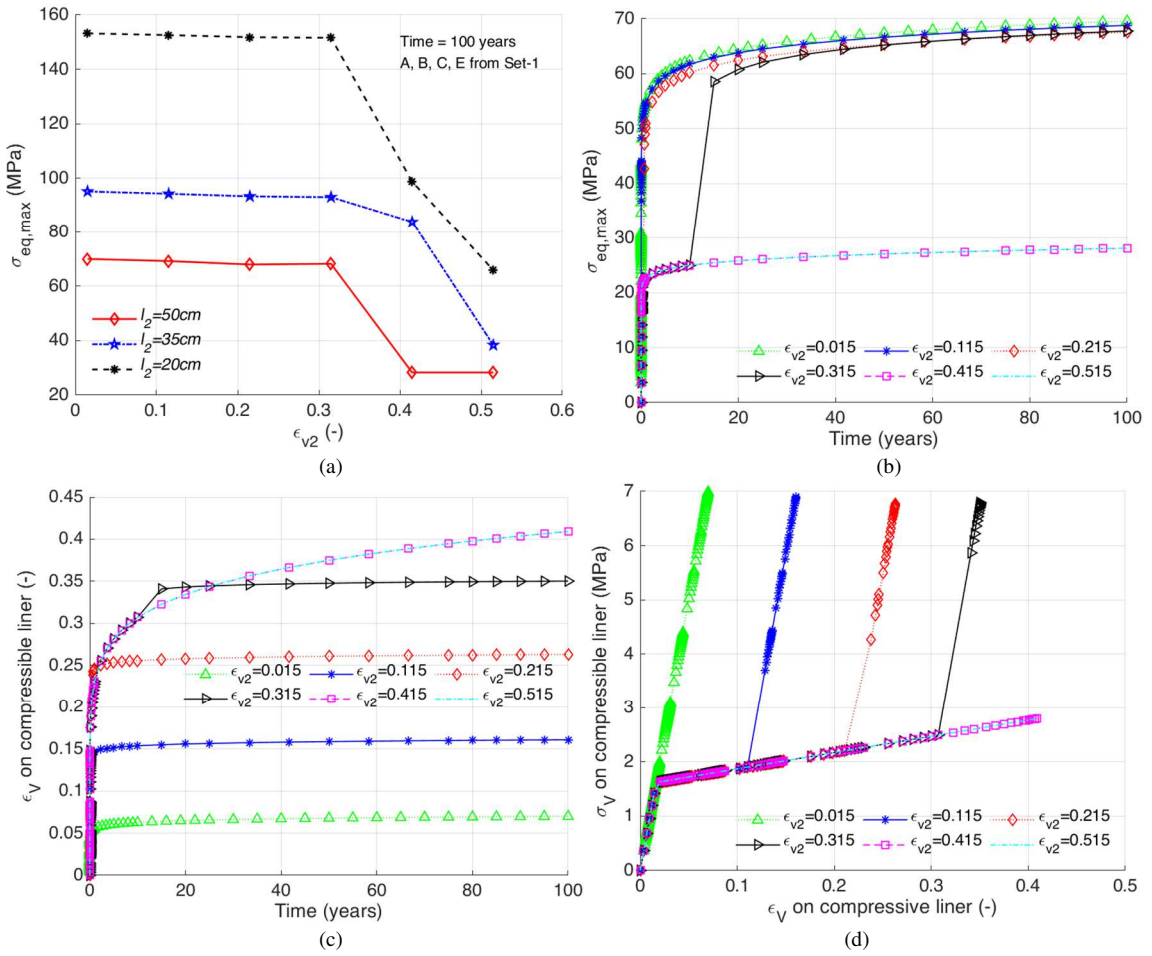 160
140
120
100
80
60
40
20
σeq,max (MPa)
Time = 100 years
A, B, C, E from Set-1
l2=50cm
l2=35cm
l2=20cm
0 0.1 0.2 0.3 0.4 0.5 0.6
ϵv2 (-)
(a)
70
60
50
40
30
20
10
0
σeq,max (MPa)
ϵv2=0.015 ϵv2=0.115 ϵv2=0.215
ϵv2=0.315 ϵv2=0.415 ϵv2=0.515
0 20 40 60 80 100
Time (years)
(b)
0.45
0.4
0.35
0.3
0.25
0.2
0.15
0.1
0.05
0
ϵV on compressible liner (-)
ϵv2=0.015 ϵv2=0.115 ϵv2=0.215
ϵv2=0.315 ϵv2=0.415 ϵv2=0.515
0 20 40 60 80 100
Time (years)
(c)
7
6
5
4
3
2
1
0
σV on compressible liner (MPa)
ϵv2=0.015 ϵv2=0.115 ϵv2=0.215
ϵv2=0.315 ϵv2=0.415 ϵv2=0.515
0 0.1 0.2 0.3 0.4 0.5
ϵV on compressive liner (-)
(d)